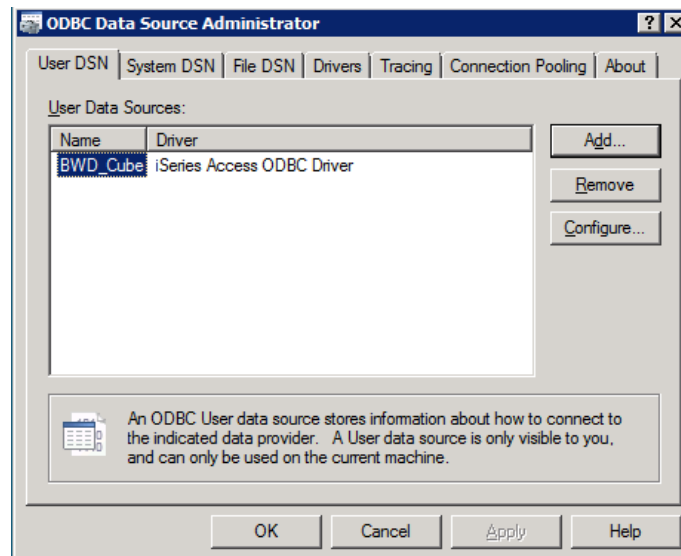 ODBC Data Source Administrator
User DSN System DSN File DSN Drivers Tracing Connection Pooling About
User Data Sources:
Name Driver
BWD_Cube iSeries Access ODBC Driver
Add...
Remove
Configure...
An ODBC User data source stores information about how to connect to
the indicated data provider. A User data source is only visible to you,
and can only be used on the current machine.
OK Cancel Apply Help